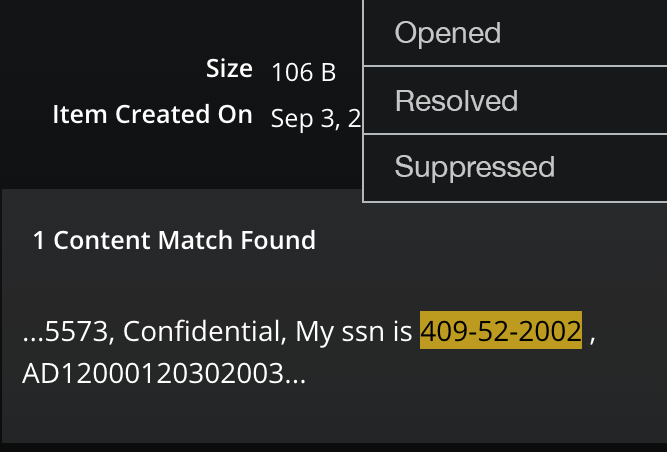 Opened
Size 106 B
Resolved
Item Created On Sep 3, 2
Suppressed
1 Content Match Found
...5573, Confidential, My ssn is 409-52-2002 ,
AD12000120302003...